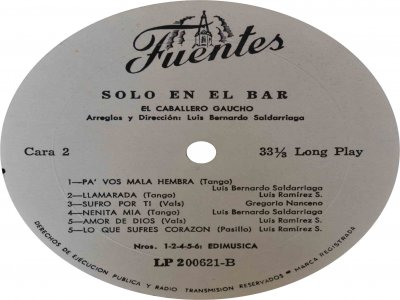 Fuentes
SOLO EN EL BAR
EL CABALLERO GAUCHO
Arreglos y Dirección: Luis Bernardo Saldarriaga
Cara 2 33⅓ Long Play
1—PA' VOS MALA HEMBRA (Tango) Luis Bernardo Saldarriaga
2—LLAMARADA (Tango) Luis Ramírez S.
3—SUFRO POR TI (Vals) Gregorio Nanceno
4—NENITA MIA (Tango) Luis Bernardo Saldarriaga
5—AMOR DE DIOS (Vals) Luis Ramírez S.
5—LO QUE SUFRES CORAZON (Pasillo) Luis R. S.
Nros. 1-2-4-5-6: EDIMUSICA
LP 200621-B
DERECHOS DE EJECUCION PUBLICA Y RADIO TRANSMISION RESERVADOS - MARCA REGISTRADA